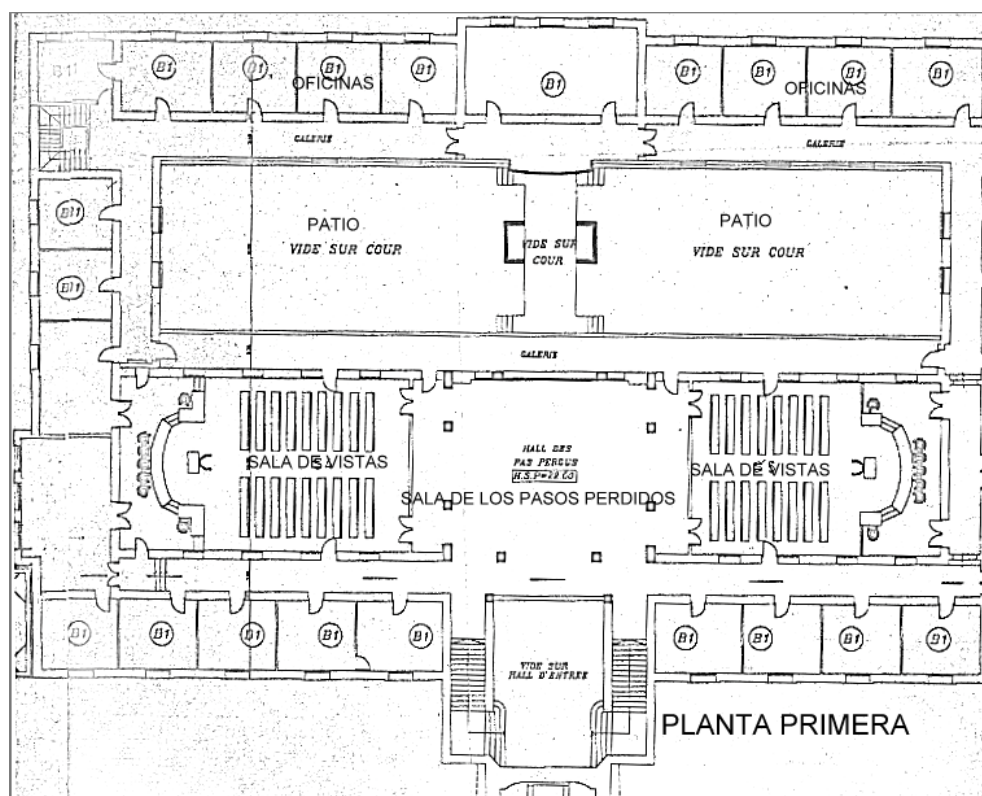 B1 B1 B1 B1 B1 B1 B1 B1 B1 B1
OFICINAS
OFICINAS
GALERIE
GALERIE
PATIO
VIDE SUR COUR
VIDE SUR
COUR
PATIO
VIDE SUR COUR
B11
B11
GALERIE
HALL DES
PAS PERDUS
SALA DE VISTAS
SALA DE VISTAS
SALA DE LOS PASOS PERDIDOS
B1 B1 B1 B1 B1 B1 B1 B1 B1
VIDE SUR
HALL D'ENTREE
PLANTA PRIMERA